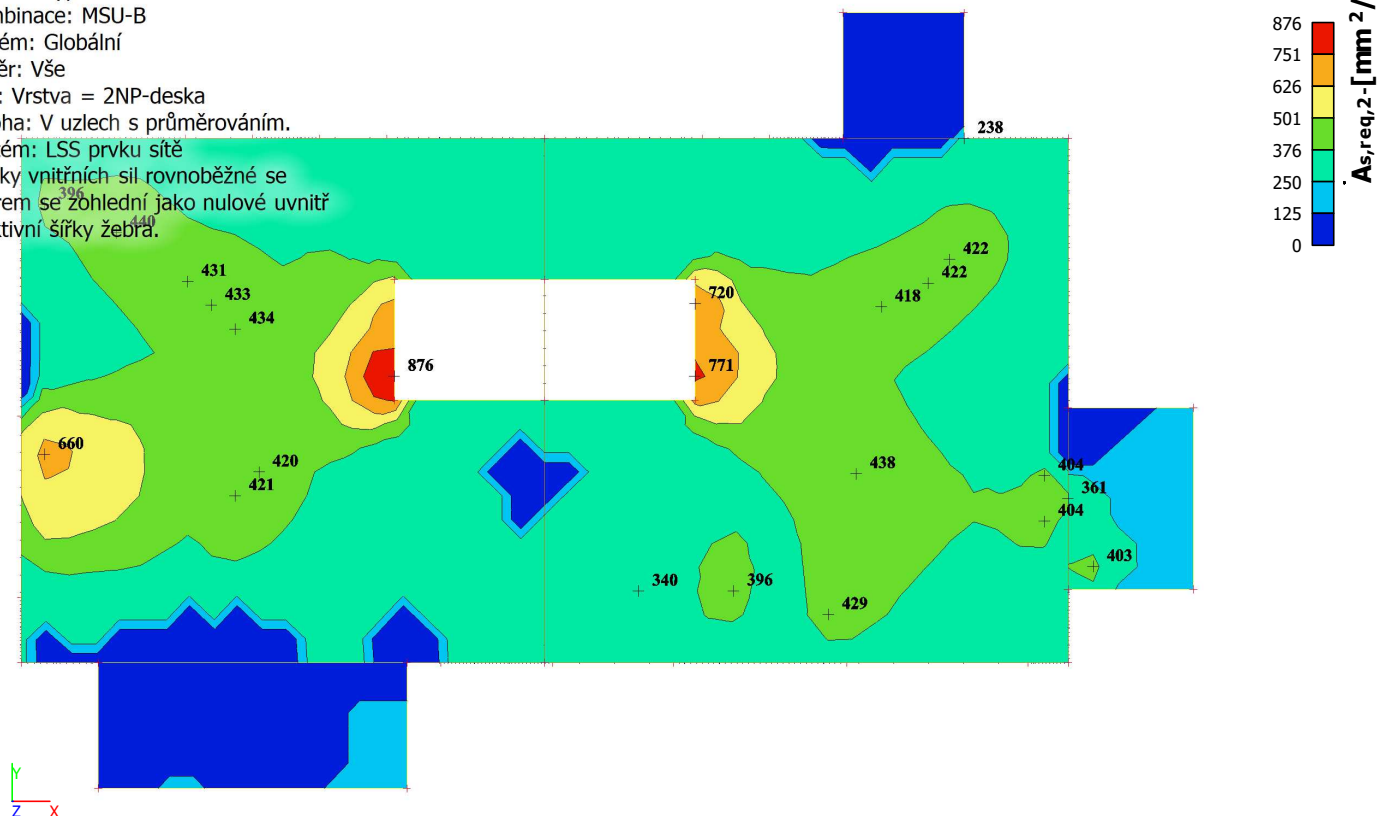 mbinace: MSU-B
ém: Globální
ěr: Vše
: Vrstva = 2NP-deska
oha: V uzlech s průměrováním.
tém: LSS prvku sítě
ky vnitřních sil rovnoběžné se
rem se zohlední jako nulové uvnitř
ktivní šířky žebra.
876
751
626
501
376
250
125
0
As,req,2- [mm²/
238
396
440
431
433
434
422
422
418
720
876
771
660
420
421
438
404
361
404
403
340
396
429
Y
Z X